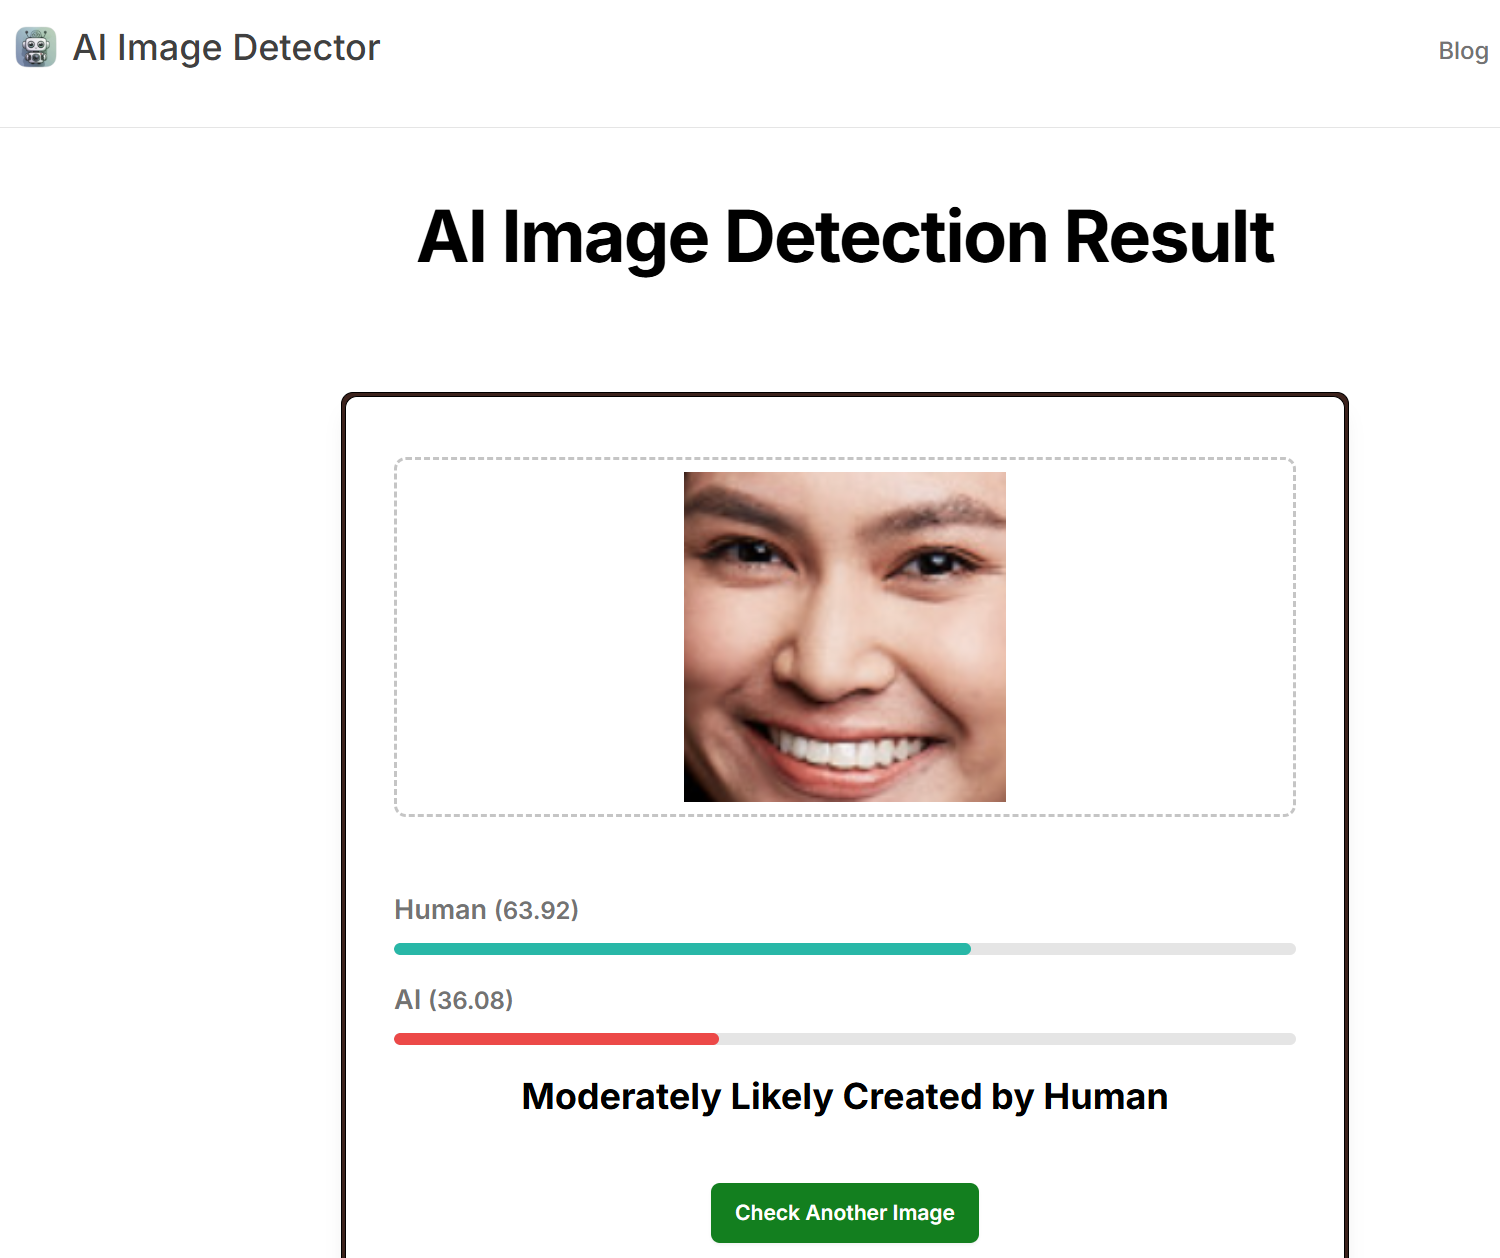 AI Image Detector
Blog
AI Image Detection Result
Human (63.92)
AI (36.08)
Moderately Likely Created by Human
Check Another Image